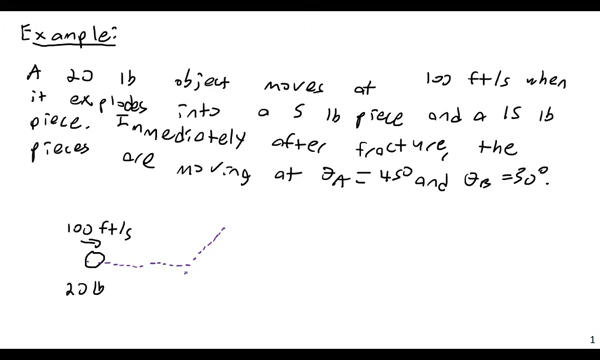 Example:
A 20 lb object moves at 100 ft/s when
it explodes into a 5 lb piece and a 15 lb
piece. Immediately after fracture, the
pieces are moving at θA = 45° and θB = 30°.
100 ft/s
20 lb
1